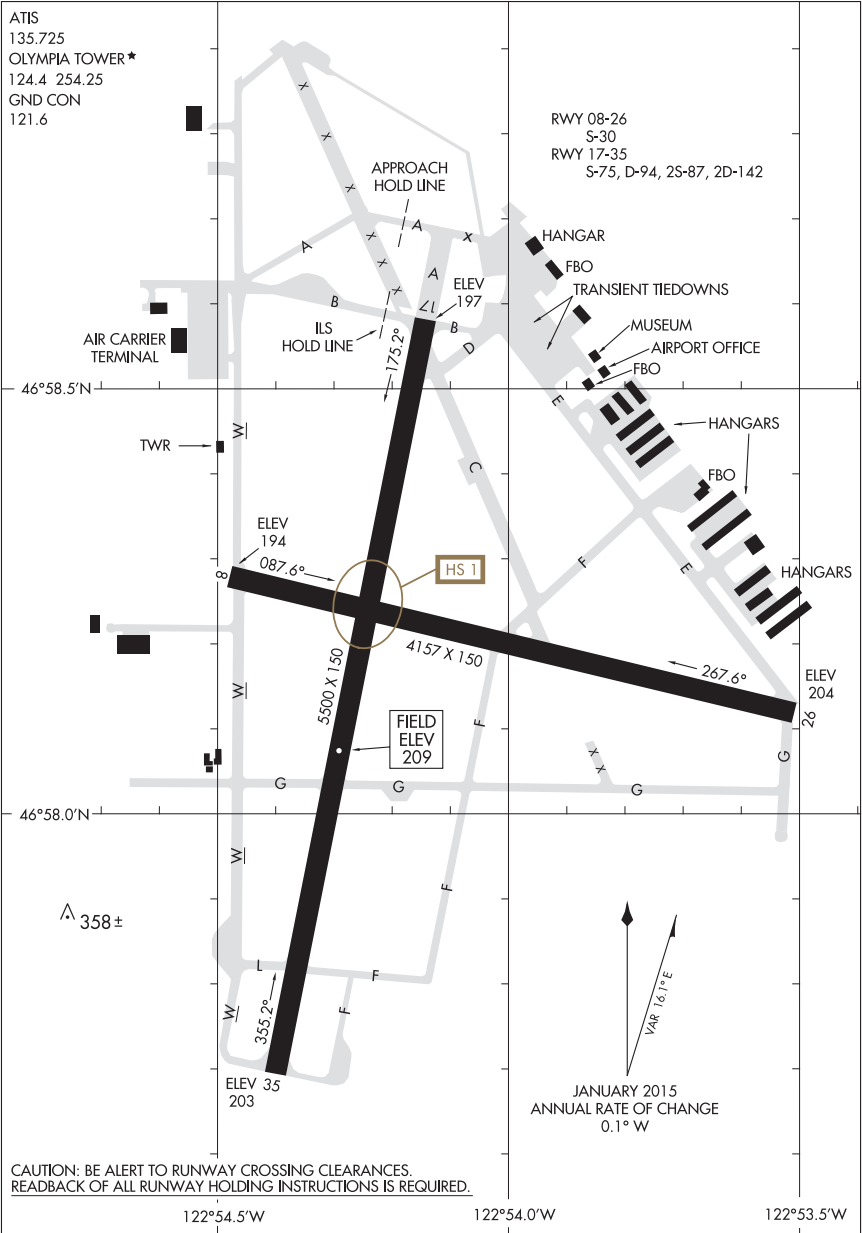 ATIS
135.725
OLYMPIA TOWER★
124.4 254.25
GND CON
121.6
RWY 08-26
S-30
RWY 17-35
S-75, D-94, 2S-87, 2D-142
X
X
X
APPROACH
HOLD LINE
A
A
X
X
X
X
A
HANGAR
FBO
ELEV
197
TRANSIENT TIEDOWNS
B
17
B
ILS
HOLD LINE
175.2°
D
AIR CARRIER
TERMINAL
MUSEUM
AIRPORT OFFICE
FBO
46°58.5'N
E
W
HANGARS
TWR
C
FBO
ELEV
194
8
087.6°
HS 1
F
E
HANGARS
4157 X 150
5500 X 150
267.6°
ELEV
204
26
W
FIELD
ELEV
209
F
X
X
G
G
G
G
46°58.0'N
W
F
358 ±
L
F
W
355.2°
F
ELEV
203
35
VAR 16.1° E
JANUARY 2015
ANNUAL RATE OF CHANGE
0.1° W
CAUTION: BE ALERT TO RUNWAY CROSSING CLEARANCES.
READBACK OF ALL RUNWAY HOLDING INSTRUCTIONS IS REQUIRED.
122°54.5'W
122°54.0'W
122°53.5'W